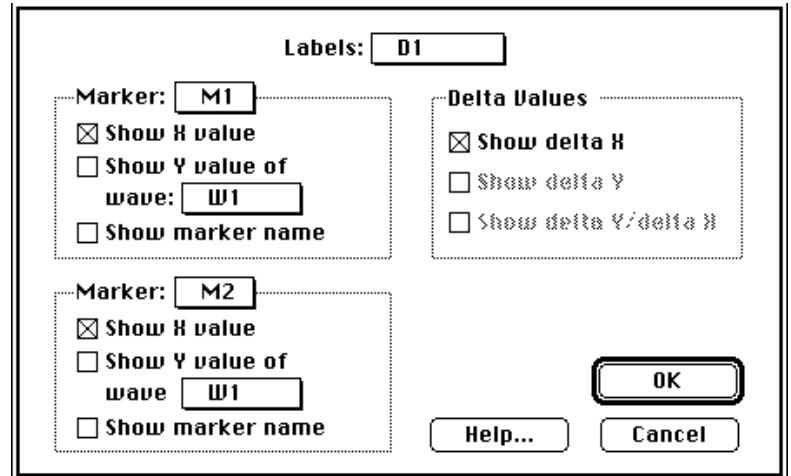 Labels: D1
Marker: M1
Show X value
Show Y value of
wave: W1
Show marker name
Marker: M2
Show X value
Show Y value of
wave W1
Show marker name
Delta Values
Show delta X
Show delta Y
Show delta Y/delta X
OK
Help...
Cancel